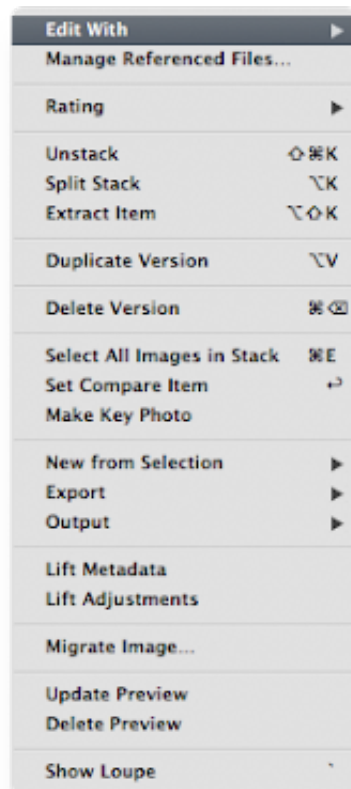 Edit With ▶
Manage Referenced Files...
Rating ▶
Unstack ⇧⌘K
Split Stack ⌥K
Extract Item ⌥⇧K
Duplicate Version ⌥V
Delete Version ⌘⌫
Select All Images in Stack ⌘E
Set Compare Item ↩
Make Key Photo
New from Selection ▶
Export ▶
Output ▶
Lift Metadata
Lift Adjustments
Migrate Image...
Update Preview
Delete Preview
Show Loupe `